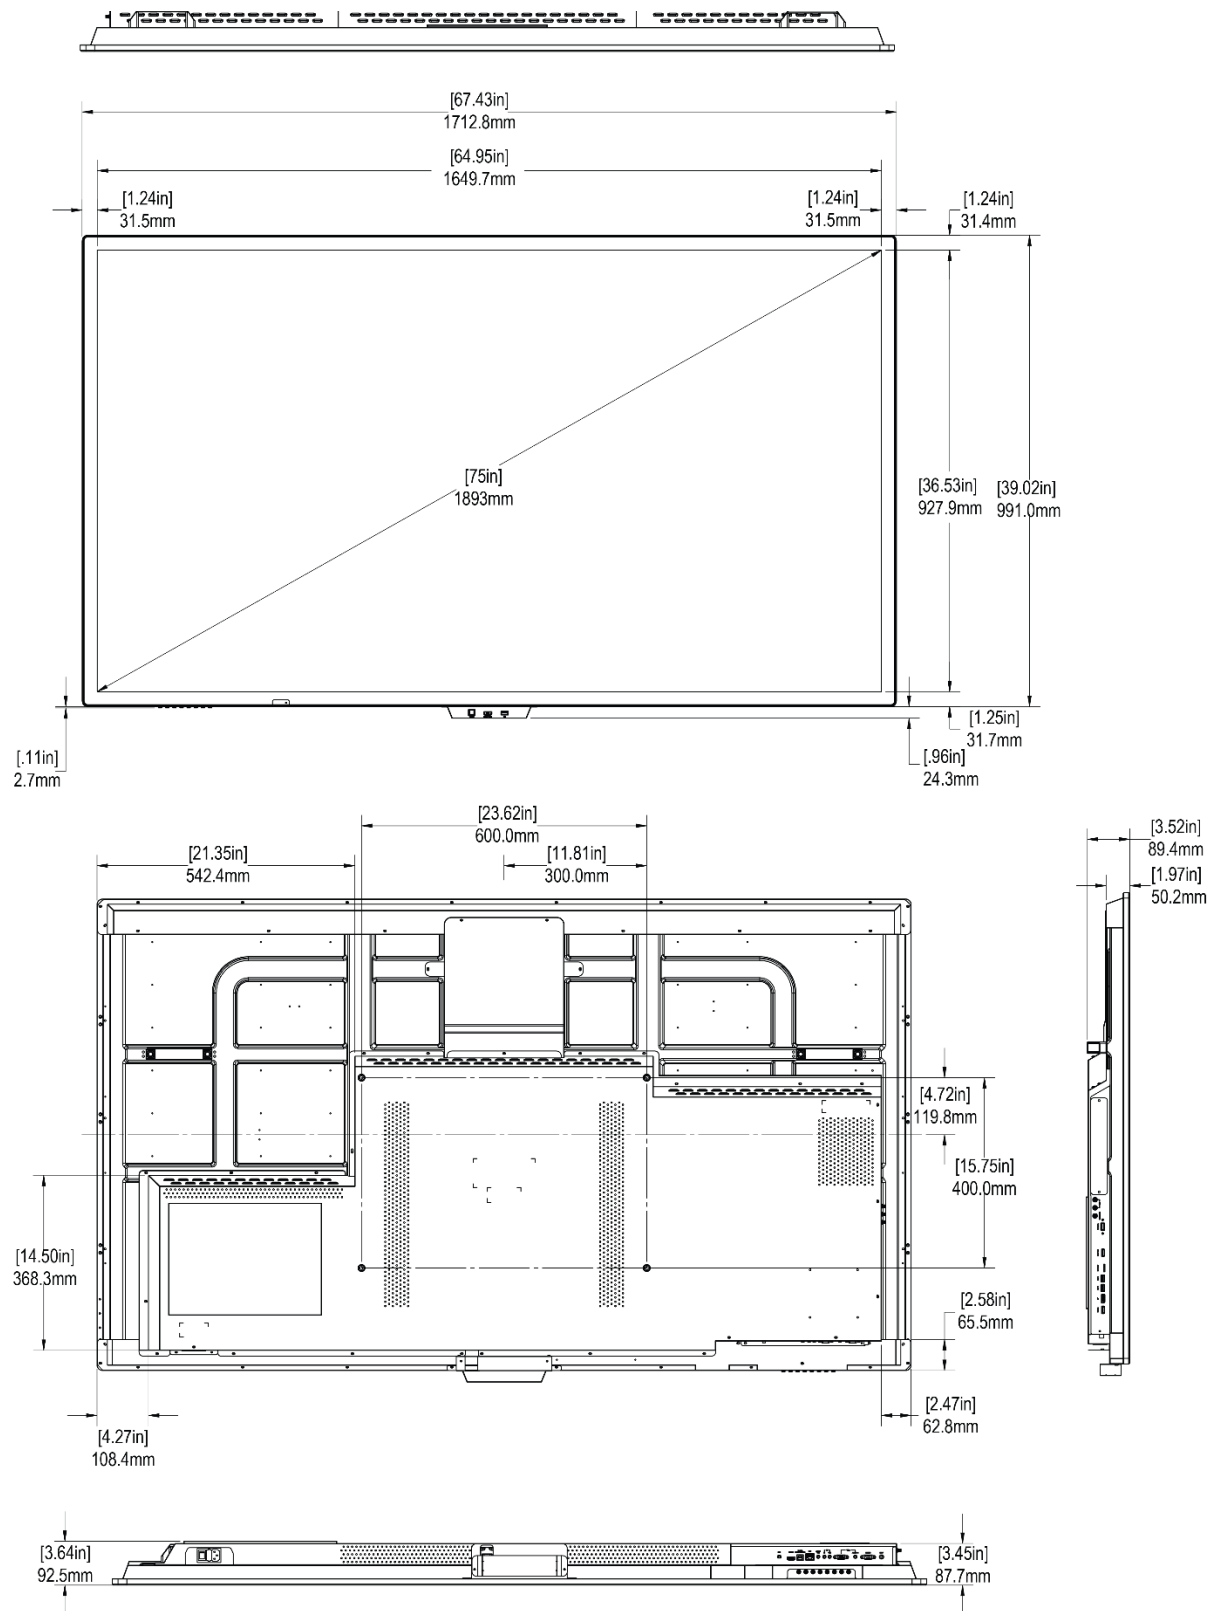 [67.43in]
1712.8mm
[64.95in]
1649.7mm
[1.24in]
31.5mm
[1.24in]
31.5mm
[1.24in]
31.4mm
[75in]
1893mm
[36.53in]
927.9mm
[39.02in]
991.0mm
[.11in]
2.7mm
[1.25in]
31.7mm
[.96in]
24.3mm
[23.62in]
600.0mm
[21.35in]
542.4mm
[11.81in]
300.0mm
[3.52in]
89.4mm
[1.97in]
50.2mm
[4.72in]
119.8mm
[15.75in]
400.0mm
[14.50in]
368.3mm
[2.58in]
65.5mm
[2.47in]
62.8mm
[4.27in]
108.4mm
[3.64in]
92.5mm
[3.45in]
87.7mm